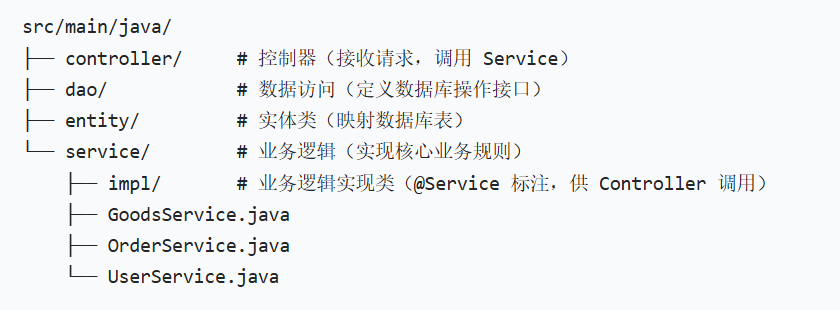 src/main/java/
├── controller/     # 控制器（接收请求，调用 Service）
├── dao/            # 数据访问（定义数据库操作接口）
├── entity/         # 实体类（映射数据库表）
└── service/        # 业务逻辑（实现核心业务规则）
    ├── impl/       # 业务逻辑实现类（@Service 标注，供 Controller 调用）
    ├── GoodsService.java
    ├── OrderService.java
    └── UserService.java